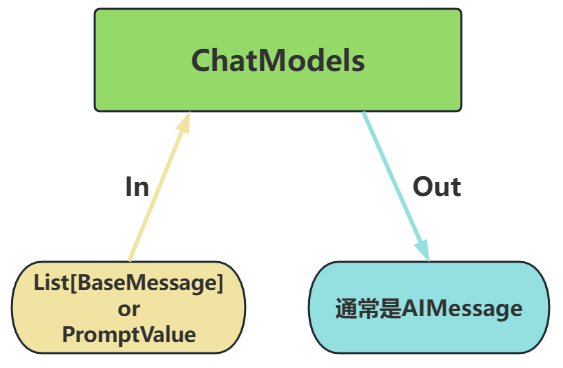 ChatModels
In
Out
List[BaseMessage]
or
PromptValue
通常是AIMessage